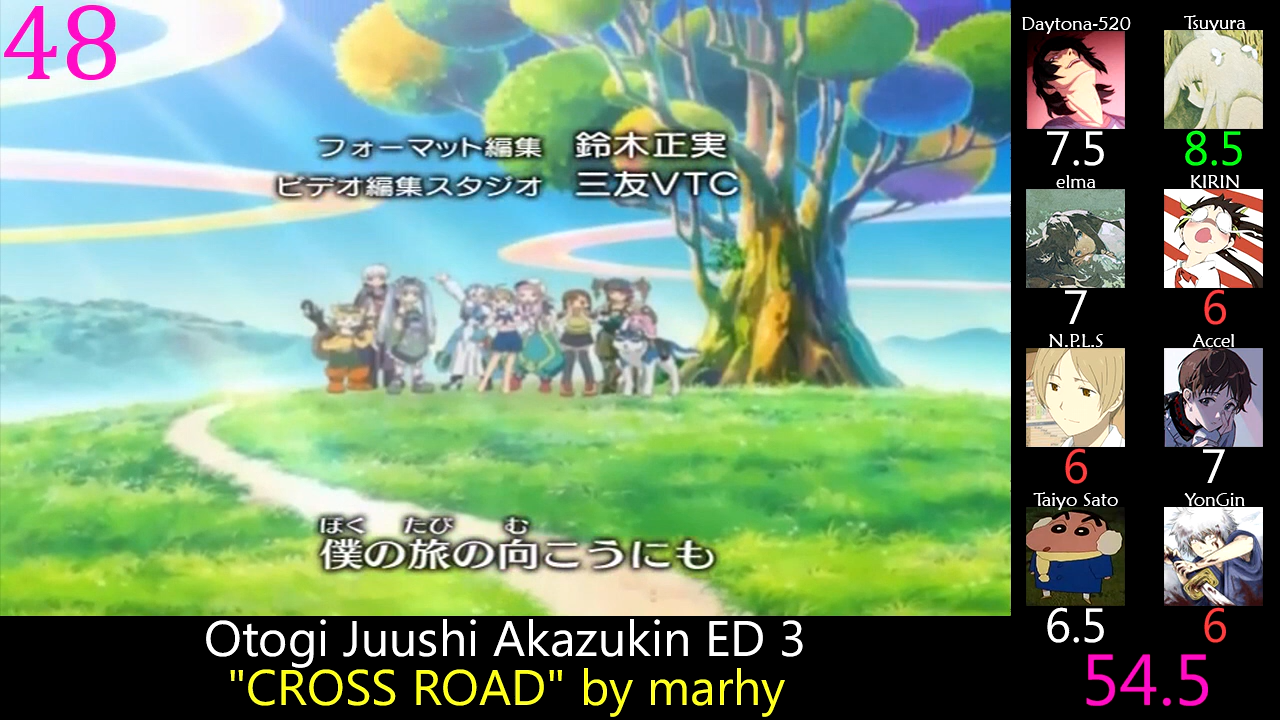 48
フォーマット編集 鈴木正実
ビデオ編集スタジオ 三友VTC
ぼく たび む
僕の旅の向こうにも
Otogi Juushi Akazukin ED 3
"CROSS ROAD" by marhy
Daytona-520 Tsuyura
7.5 8.5
elma KIRIN
7 6
N.P.L.S Accel
6 7
Taiyo Sato YonGin
6.5 6
54.5